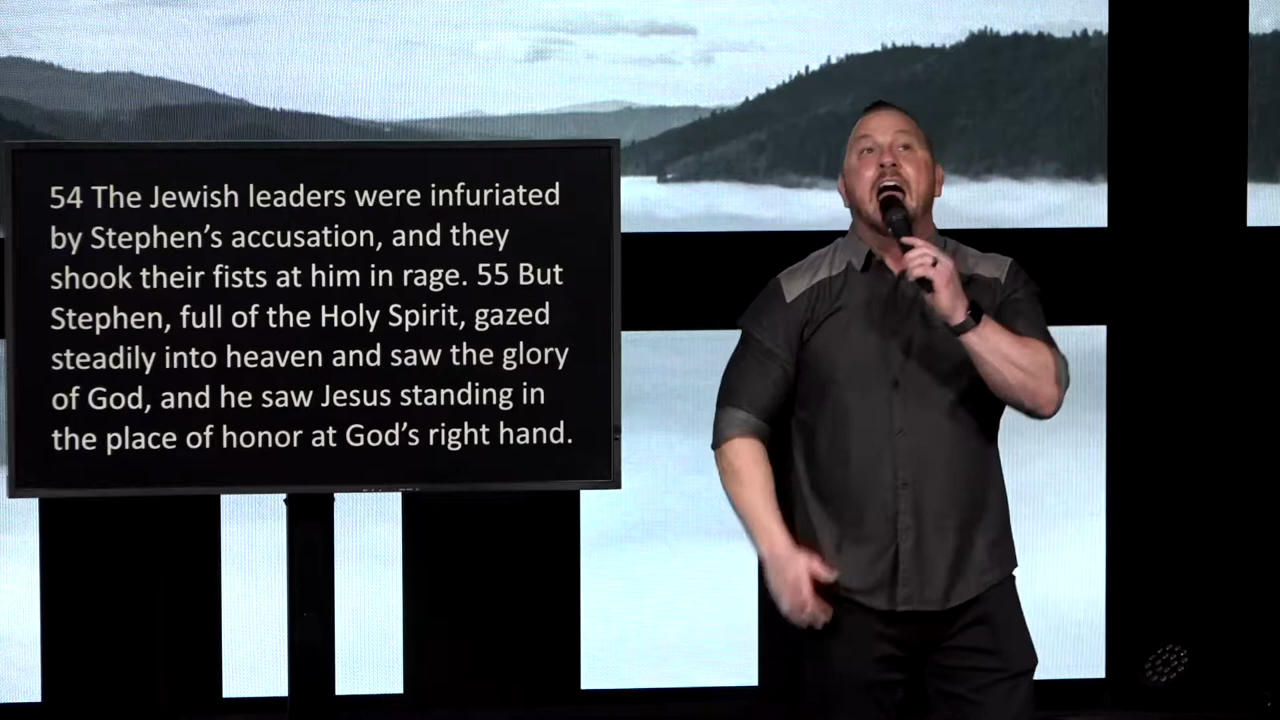 54 The Jewish leaders were infuriated
by Stephen’s accusation, and they
shook their fists at him in rage. 55 But
Stephen, full of the Holy Spirit, gazed
steadily into heaven and saw the glory
of God, and he saw Jesus standing in
the place of honor at God’s right hand.